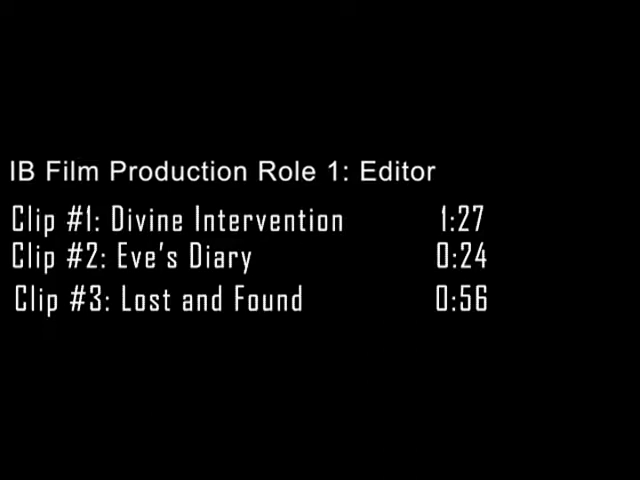 IB Film Production Role 1: Editor
Clip #1: Divine Intervention 1:27
Clip #2: Eve's Diary 0:24
Clip #3: Lost and Found 0:56